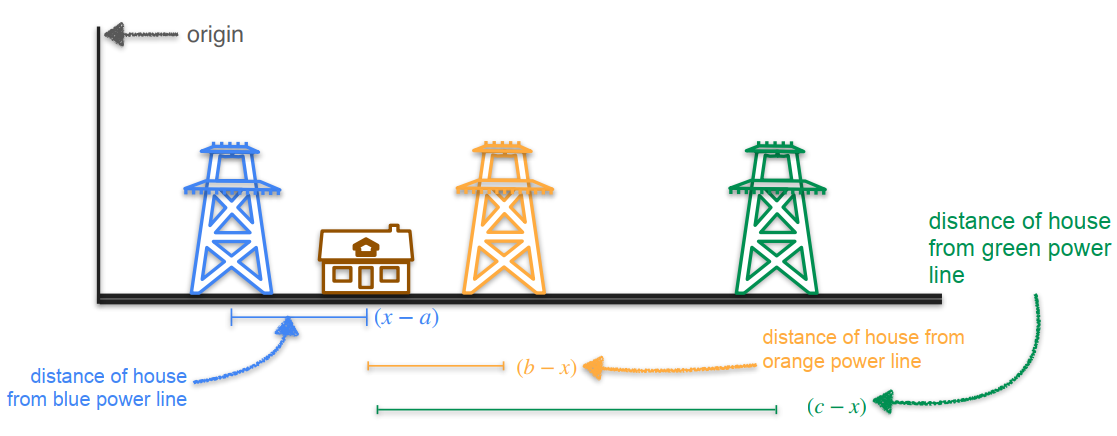 origin
distance of house
from green power
line
(x − a)
distance of house from
orange power line
(b − x)
distance of house
from blue power line
(c − x)